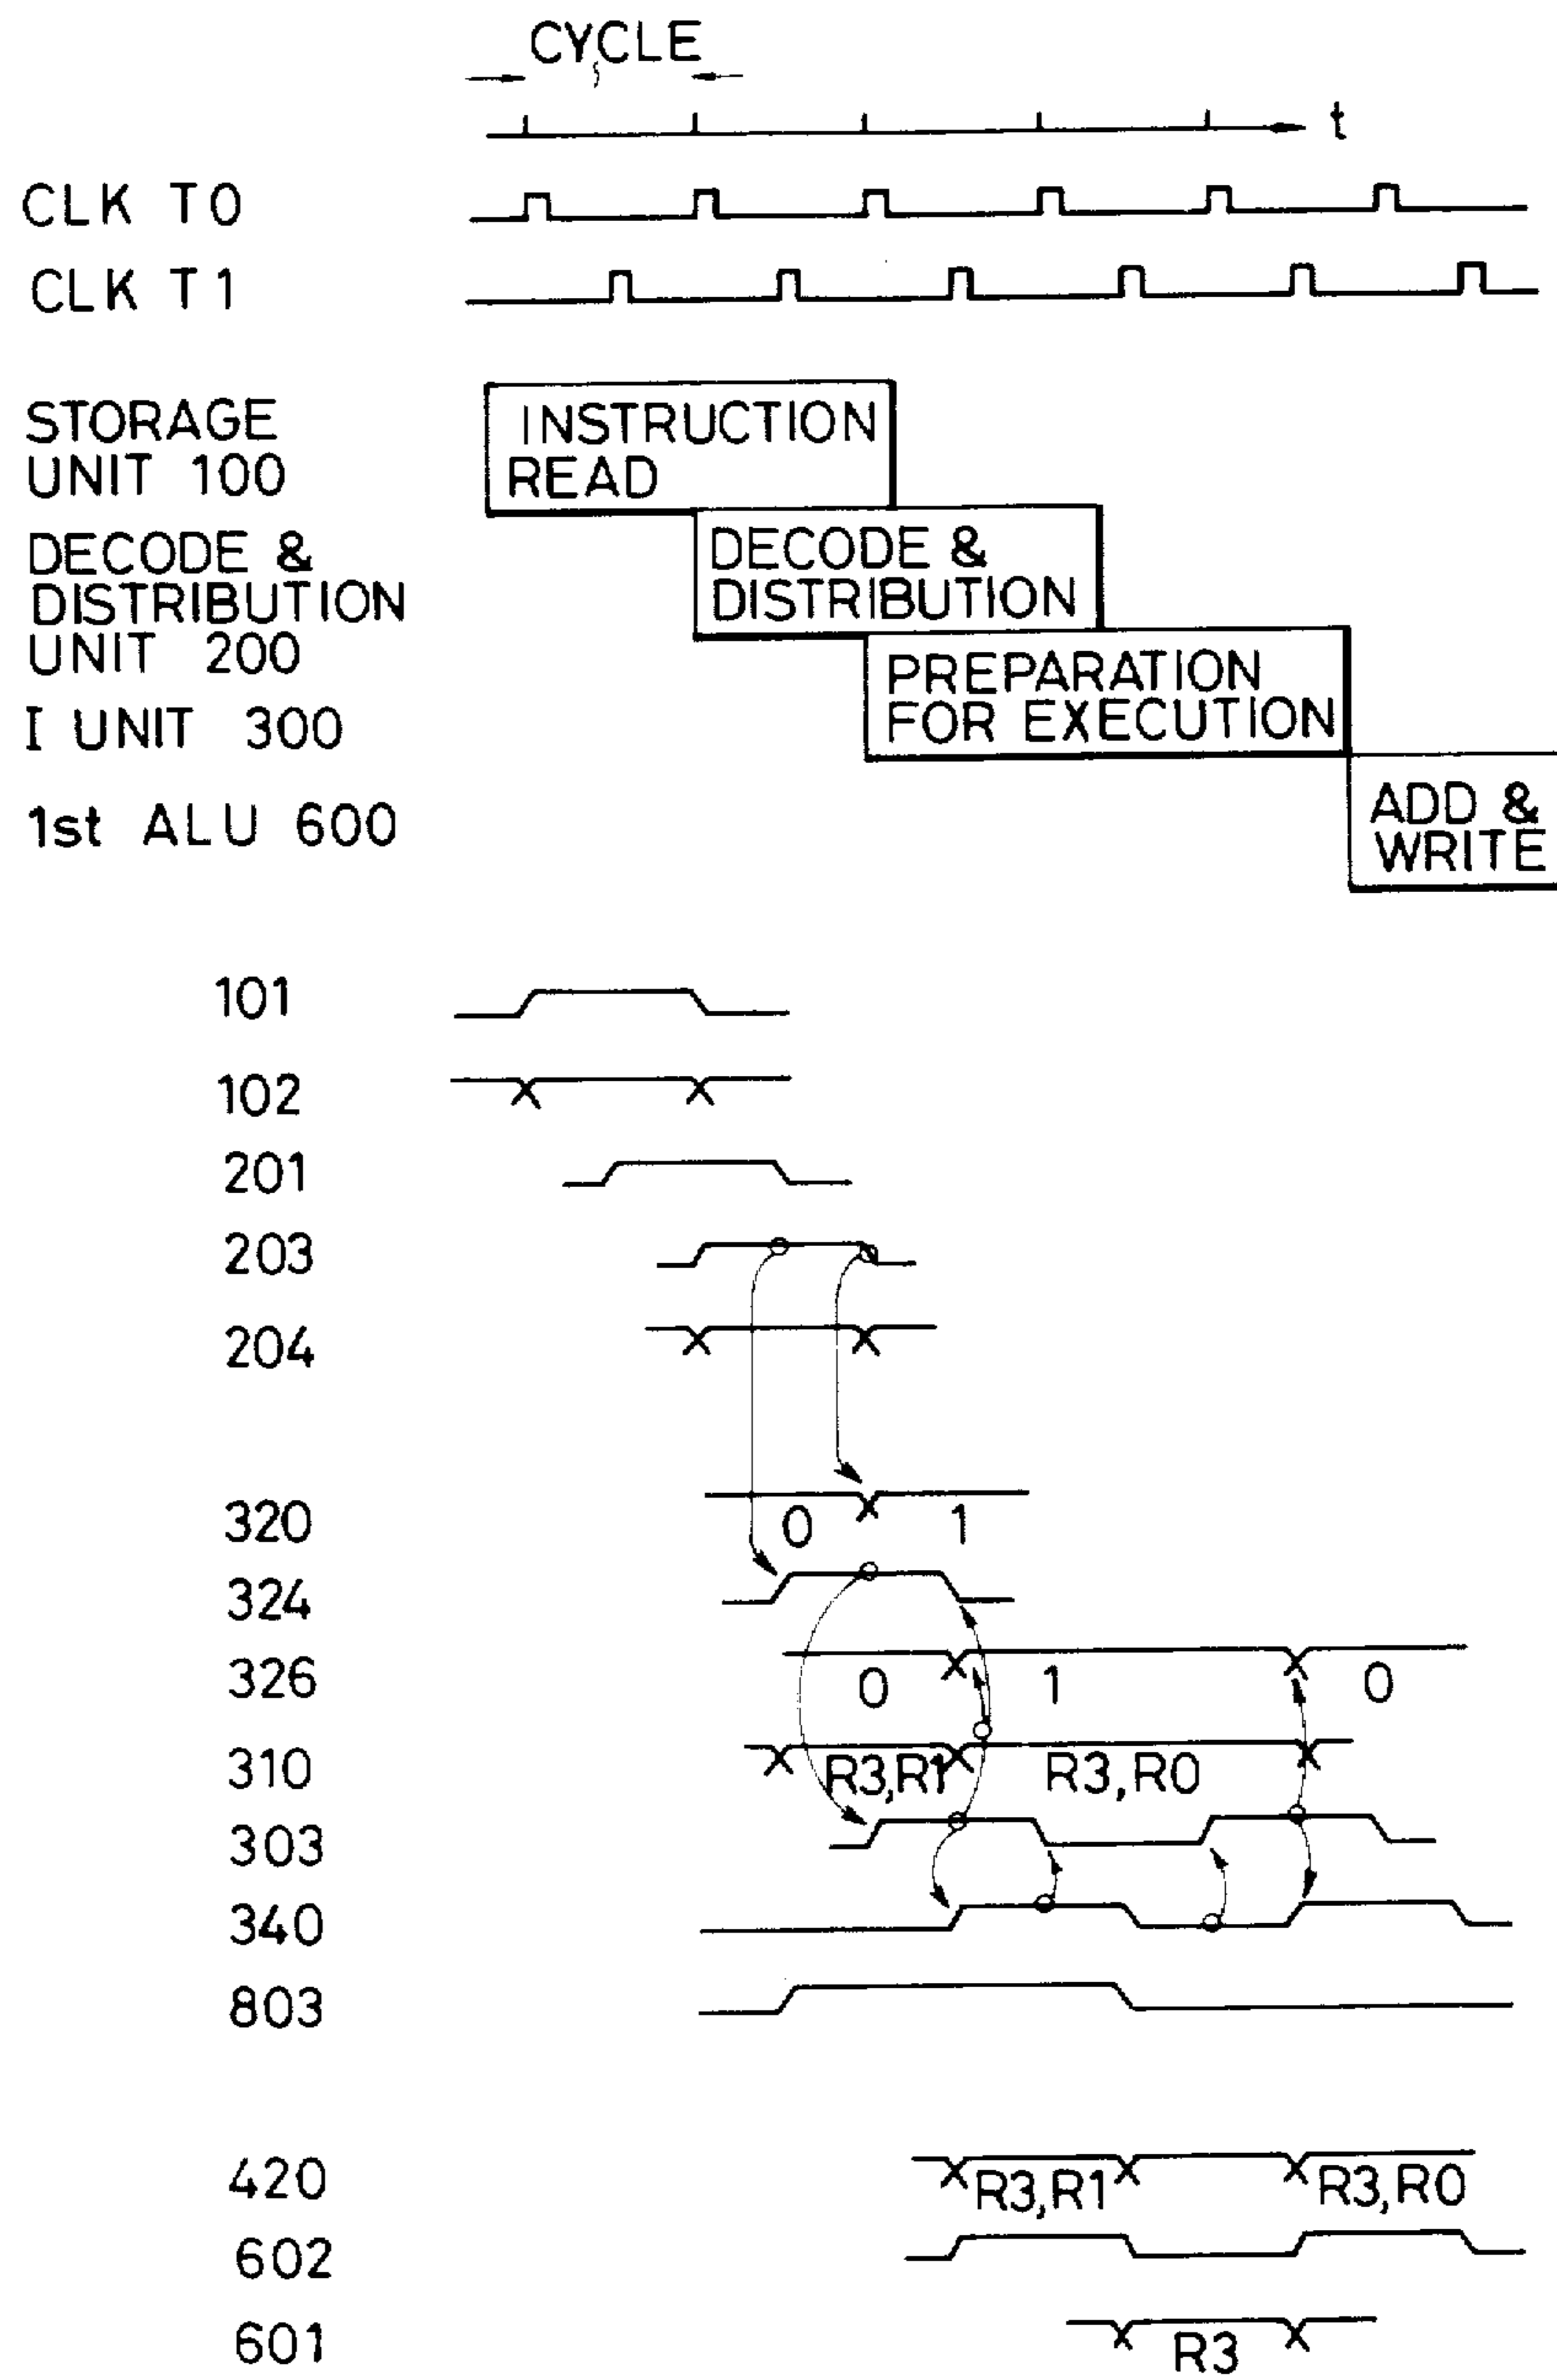 CYCLE
t
CLK T0
CLK T1
STORAGE
UNIT 100
INSTRUCTION
READ
DECODE &
DISTRIBUTION
UNIT 200
DECODE &
DISTRIBUTION
I UNIT 300
PREPARATION
FOR EXECUTION
1st ALU 600
ADD &
WRITE
101
102
201
203
204
320
0 1
324
326
0 1 0
310
R3,R1 R3,R0
303
340
803
420
R3,R1 R3,R0
602
601
R3